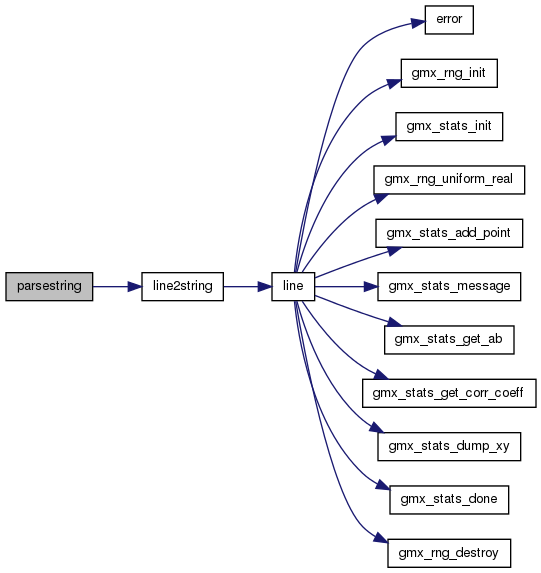 error
gmx_rng_init
gmx_stats_init
gmx_rng_uniform_real
gmx_stats_add_point
parsestring
line2string
line
gmx_stats_message
gmx_stats_get_ab
gmx_stats_get_corr_coeff
gmx_stats_dump_xy
gmx_stats_done
gmx_rng_destroy